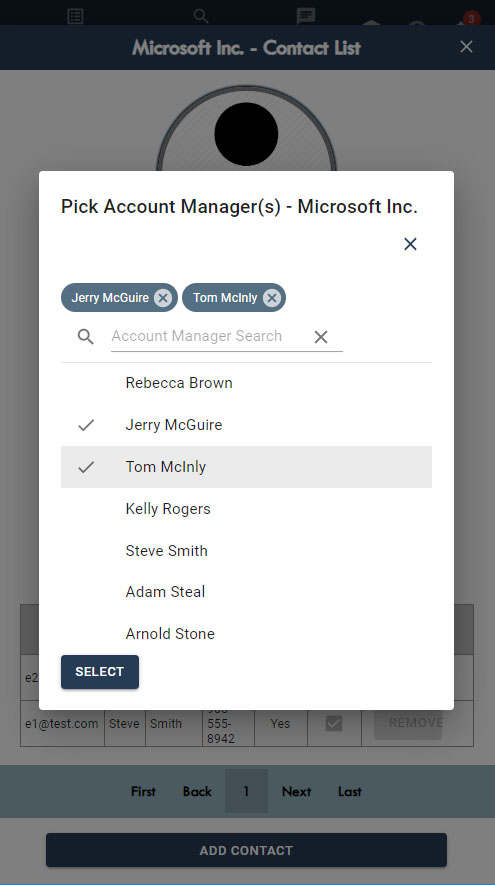 3
Microsoft Inc. - Contact List
Pick Account Manager(s) - Microsoft Inc.
Jerry McGuire Tom McInly
Account Manager Search
Rebecca Brown
Jerry McGuire
Tom McInly
Kelly Rogers
Steve Smith
Adam Steal
Arnold Stone
SELECT
e2
e1@test.com Steve Smith 555- Yes REMOVE
8942
First Back 1 Next Last
ADD CONTACT